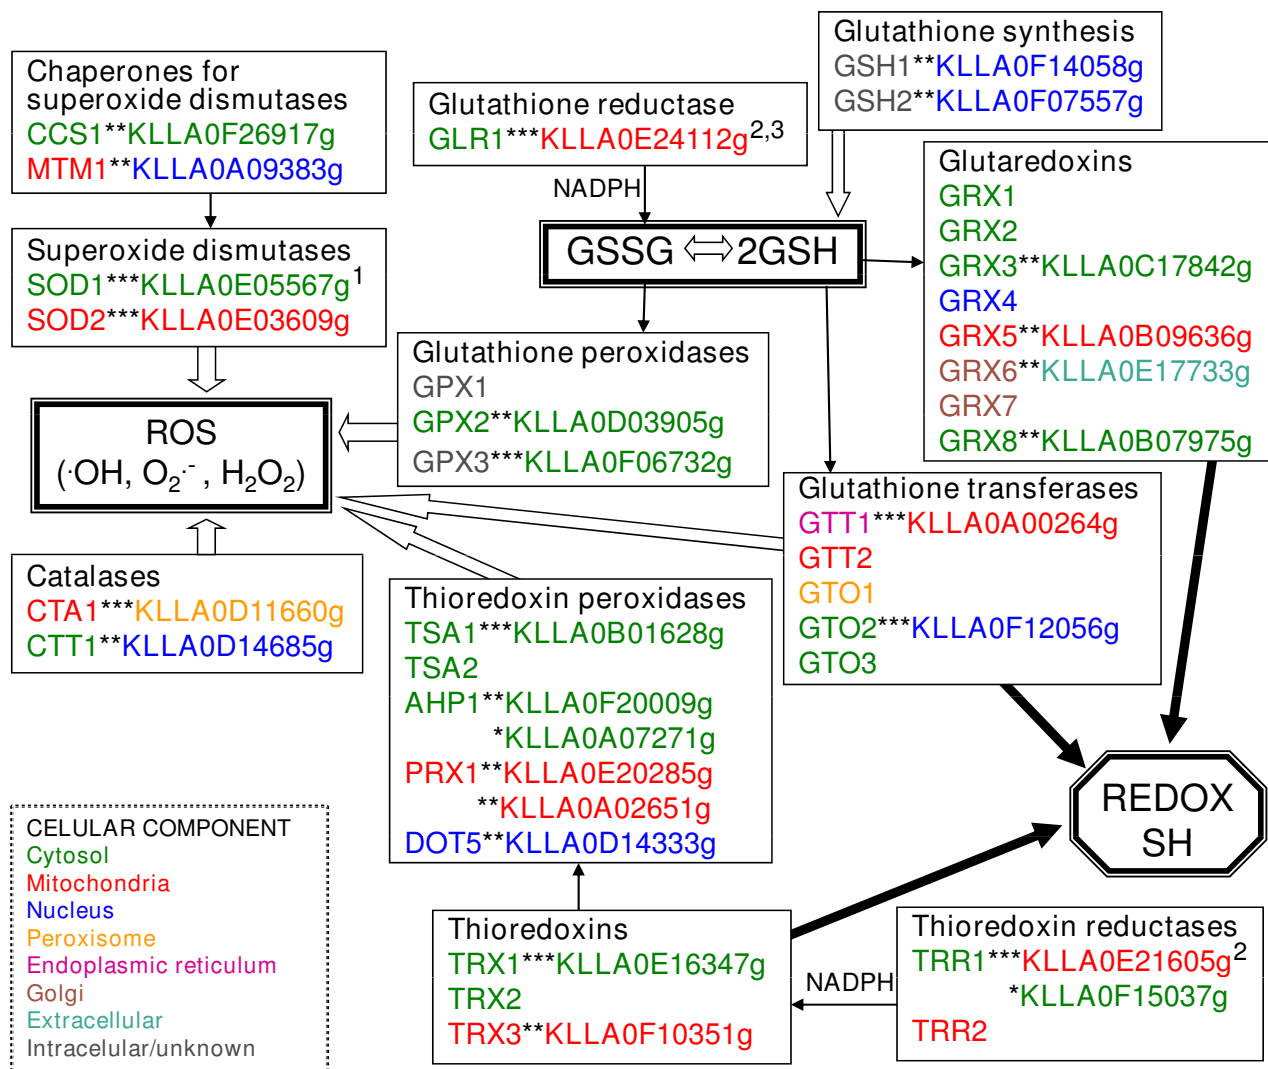 Chaperones for
superoxide dismutases
CCS1**KLLA0F26917g
MTM1**KLLA0A09383g
Glutathione reductase
GLR1***KLLA0E24112g2,3
Glutathione synthesis
GSH1**KLLA0F14058g
GSH2**KLLA0F07557g
NADPH
GSSG ⇔ 2GSH
Glutaredoxins
GRX1
GRX2
GRX3**KLLA0C17842g
GRX4
GRX5**KLLA0B09636g
GRX6**KLLA0E17733g
GRX7
GRX8**KLLA0B07975g
Superoxide dismutases
SOD1***KLLA0E05567g1
SOD2***KLLA0E03609g
Glutathione peroxidases
GPX1
GPX2**KLLA0D03905g
GPX3***KLLA0F06732g
ROS
(·OH, O2·-, H2O2)
Glutathione transferases
GTT1***KLLA0A00264g
GTT2
GTO1
GTO2***KLLA0F12056g
GTO3
Catalases
CTA1***KLLA0D11660g
CTT1**KLLA0D14685g
Thioredoxin peroxidases
TSA1***KLLA0B01628g
TSA2
AHP1**KLLA0F20009g
*KLLA0A07271g
PRX1**KLLA0E20285g
**KLLA0A02651g
DOT5**KLLA0D14333g
REDOX
SH
CELULAR COMPONENT
Cytosol
Mitochondria
Nucleus
Peroxisome
Endoplasmic reticulum
Golgi
Extracellular
Intracelular/unknown
Thioredoxins
TRX1***KLLA0E16347g
TRX2
TRX3**KLLA0F10351g
NADPH
Thioredoxin reductases
TRR1***KLLA0E21605g2
*KLLA0F15037g
TRR2